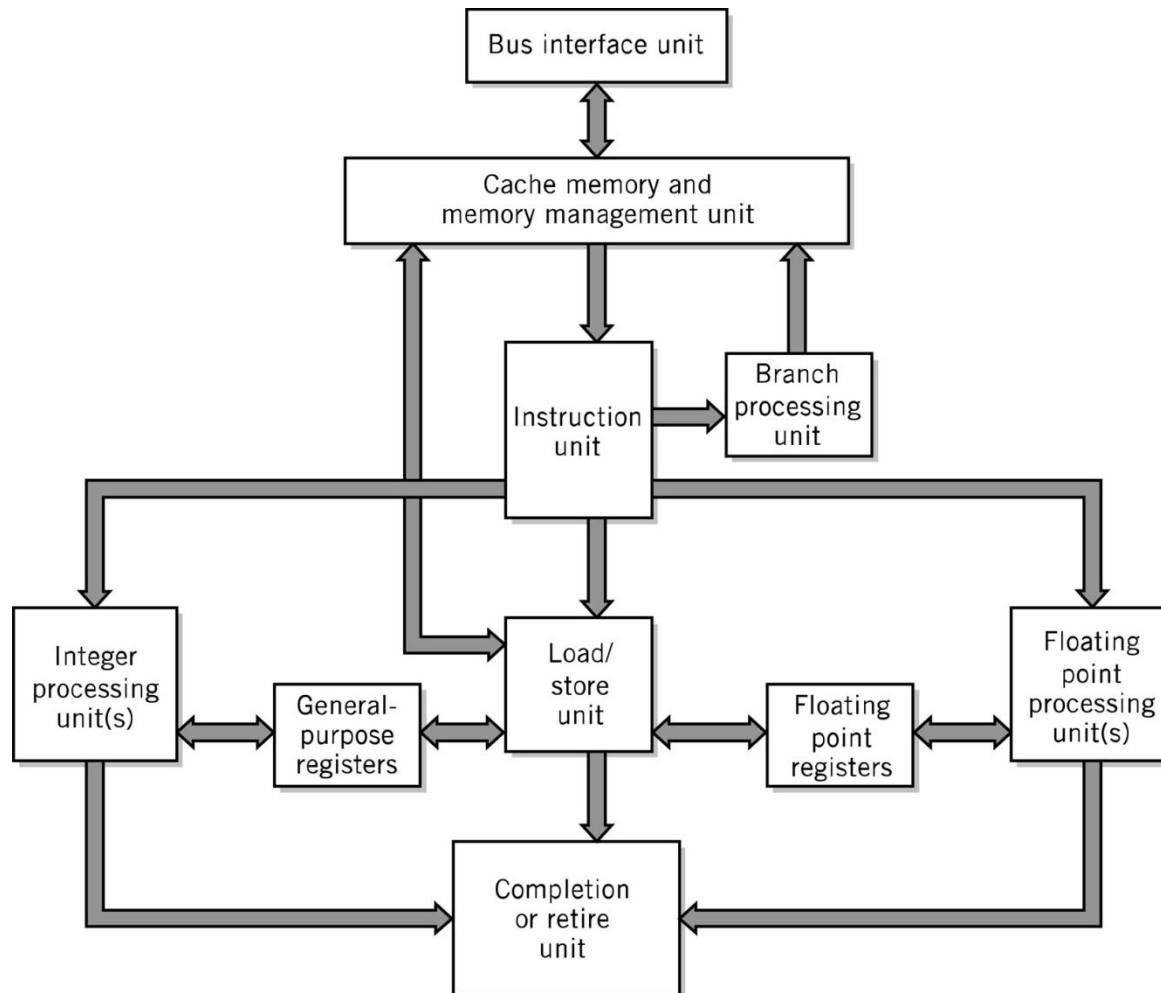 Bus interface unit
Cache memory and
memory management unit
Instruction
unit
Branch
processing
unit
Integer
processing
unit(s)
General-
purpose
registers
Load/
store
unit
Floating
point
registers
Floating
point
processing
unit(s)
Completion
or retire
unit